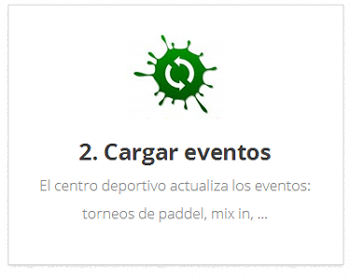 2. Cargar eventos
El centro deportivo actualiza los eventos:
torneos de paddel, mix in, ...